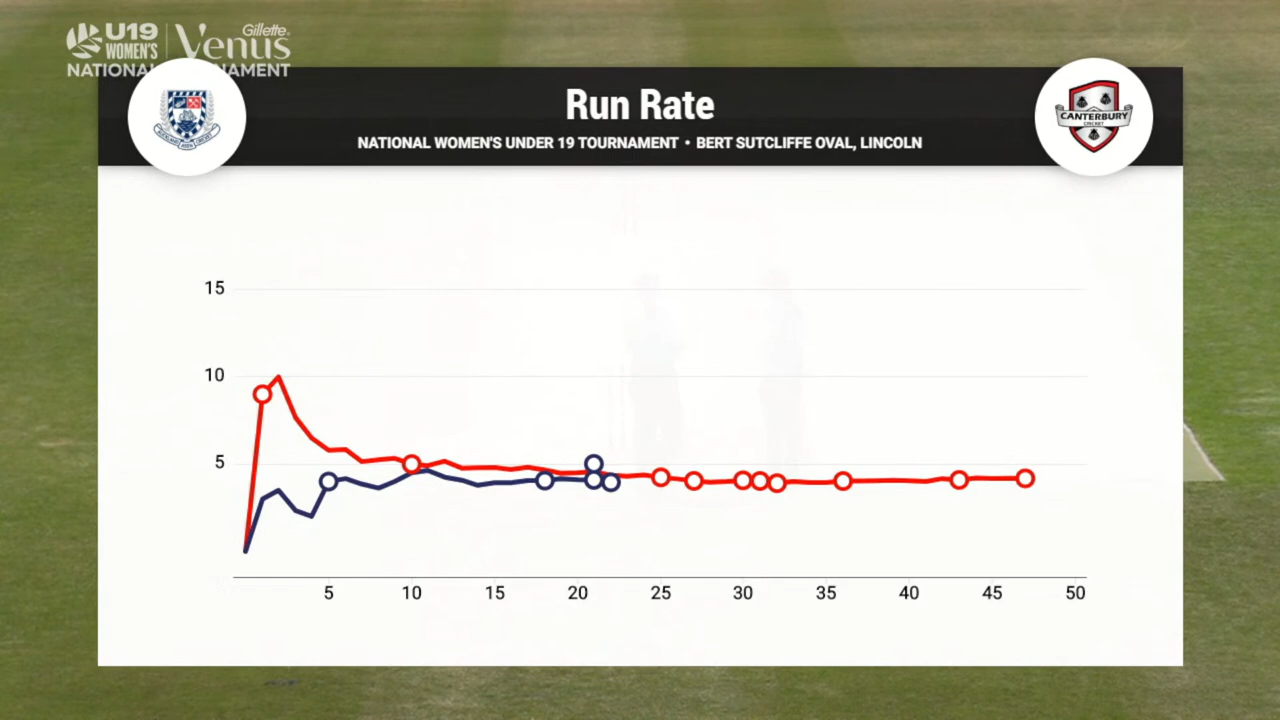 U19
WOMEN'S
Gillette
Venus
NATIONAL
Run Rate
NATIONAL WOMEN'S UNDER 19 TOURNAMENT • BERT SUTCLIFFE OVAL, LINCOLN
CANTERBURY
CRICKET
15
10
5
5 10 15 20 25 30 35 40 45 50